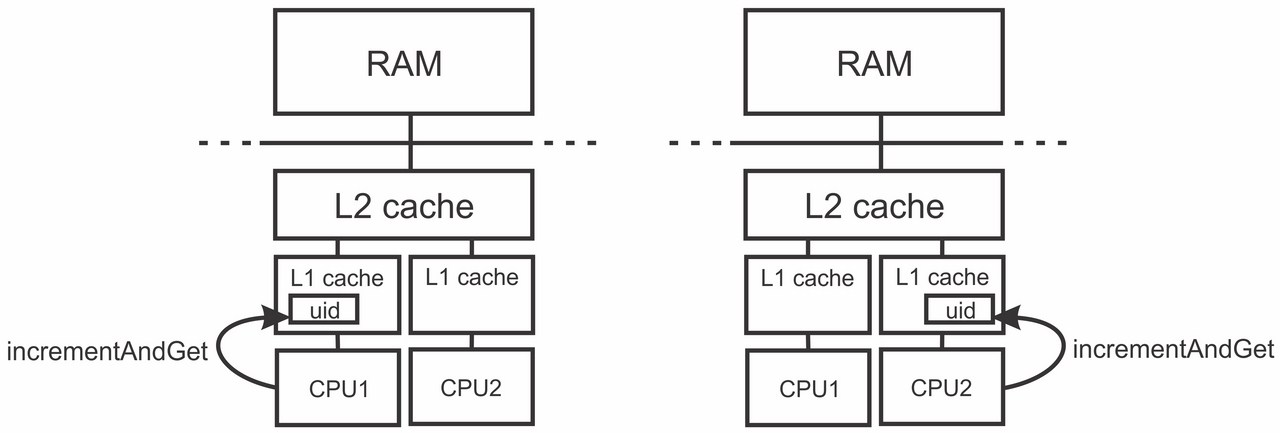 RAM
L2 cache
L1 cache
L1 cache
uid
incrementAndGet
CPU1
CPU2
RAM
L2 cache
L1 cache
L1 cache
uid
incrementAndGet
CPU1
CPU2